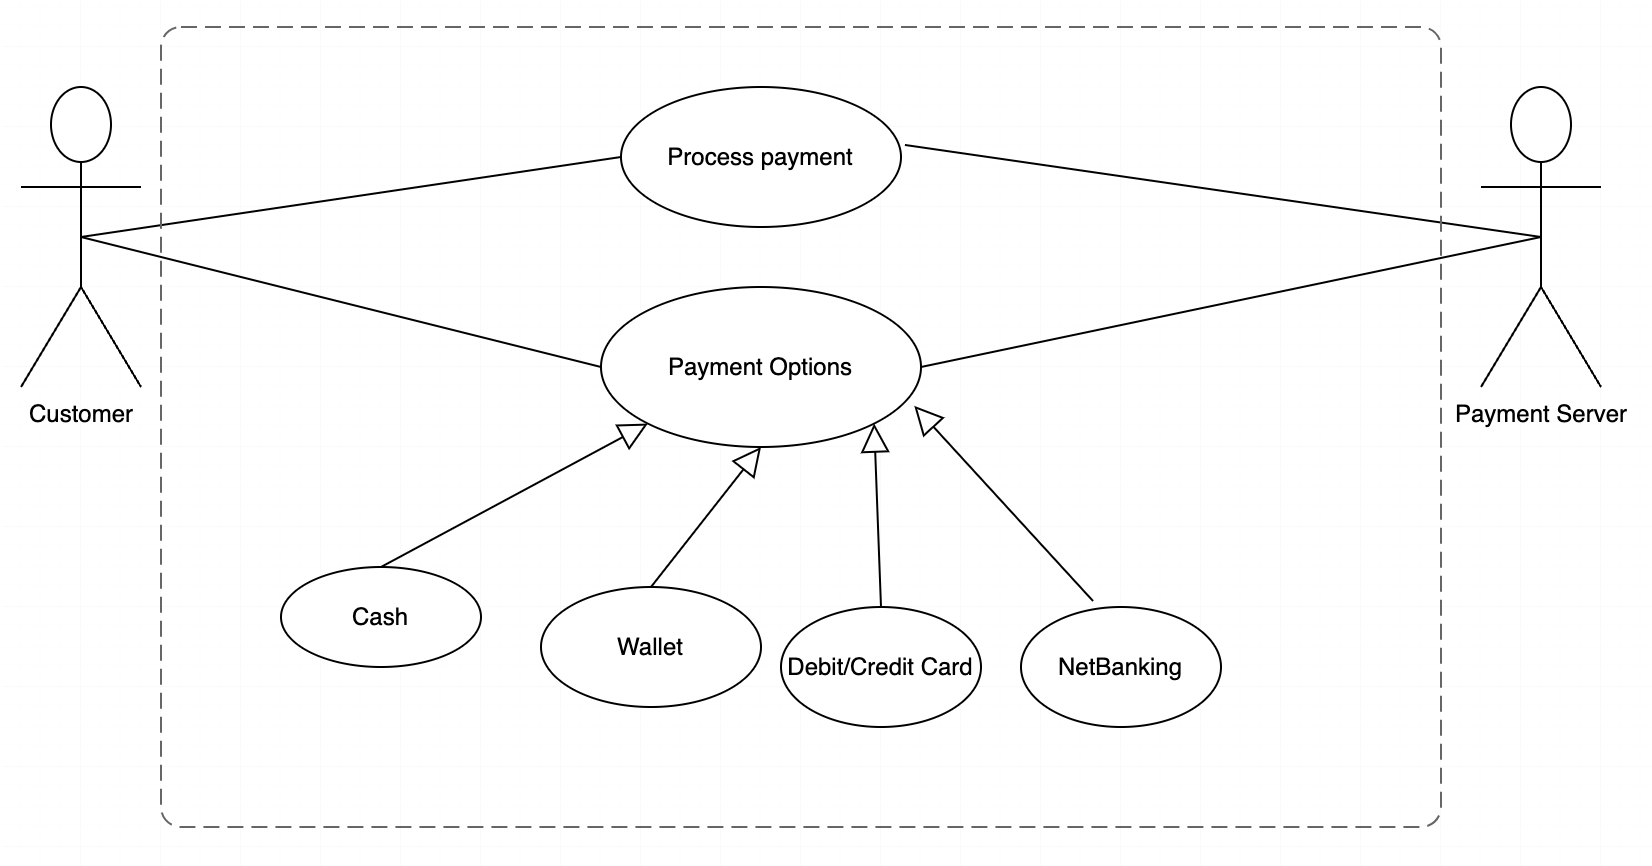 Process payment
Payment Options
Customer
Payment Server
Cash
Wallet
Debit/Credit Card
NetBanking